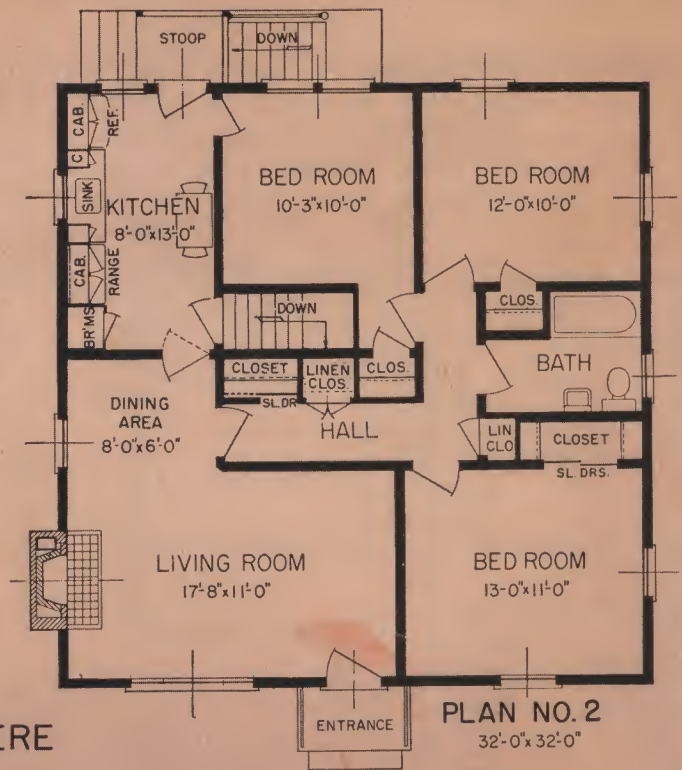 STOOP
DOWN
CAB.
REF.
C
SINK
KITCHEN
8'-0"x13'-0"
CAB.
RANGE
BR'MS
BED ROOM
10'-3"x10'-0"
BED ROOM
12'-0"x10'-0"
DOWN
CLOS.
CLOSET
LINEN
CLOS.
CLOS.
SL.DR
BATH
DINING
AREA
8'-0"x6'-0"
HALL
LIN
CLO
CLOSET
SL. DRS.
LIVING ROOM
17'-8"x11'-0"
BED ROOM
13-0"x11'-0"
ENTRANCE
PLAN NO. 2
32'-0"x32'-0"
ERE